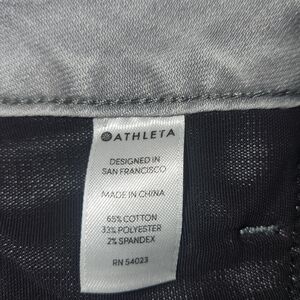 ATHLETA
DESIGNED IN
SAN FRANCISCO
MADE IN CHINA
65% COTTON
33% POLYESTER
2% SPANDEX
RN 54023